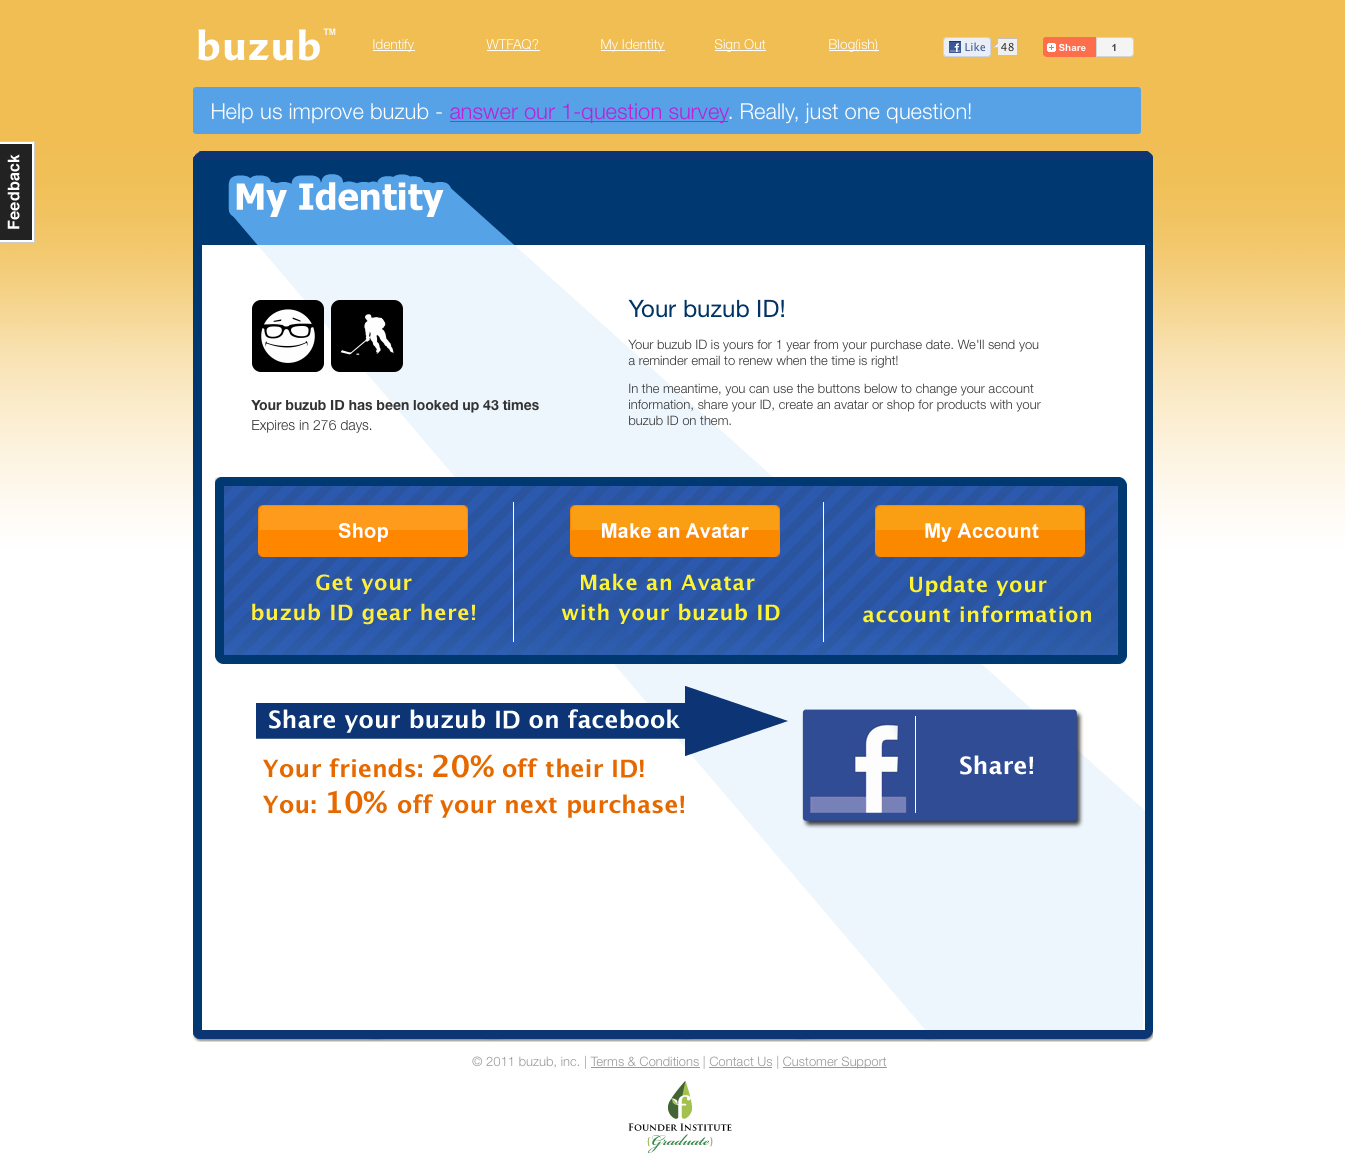 buzub™
Identify WTFAQ? My Identity Sign Out Blog(ish) Like 48 Share 1
Help us improve buzub - answer our 1-question survey. Really, just one question!
Feedback
My Identity
Your buzub ID has been looked up 43 times
Expires in 276 days.
Your buzub ID!
Your buzub ID is yours for 1 year from your purchase date. We'll send you
a reminder email to renew when the time is right!
In the meantime, you can use the buttons below to change your account
information, share your ID, create an avatar or shop for products with your
buzub ID on them.
Shop
Get your
buzub ID gear here!
Make an Avatar
Make an Avatar
with your buzub ID
My Account
Update your
account information
Share your buzub ID on facebook
Your friends: 20% off their ID!
You: 10% off your next purchase!
f Share!
© 2011 buzub, inc. | Terms & Conditions | Contact Us | Customer Support
f
FOUNDER INSTITUTE
{Graduate}